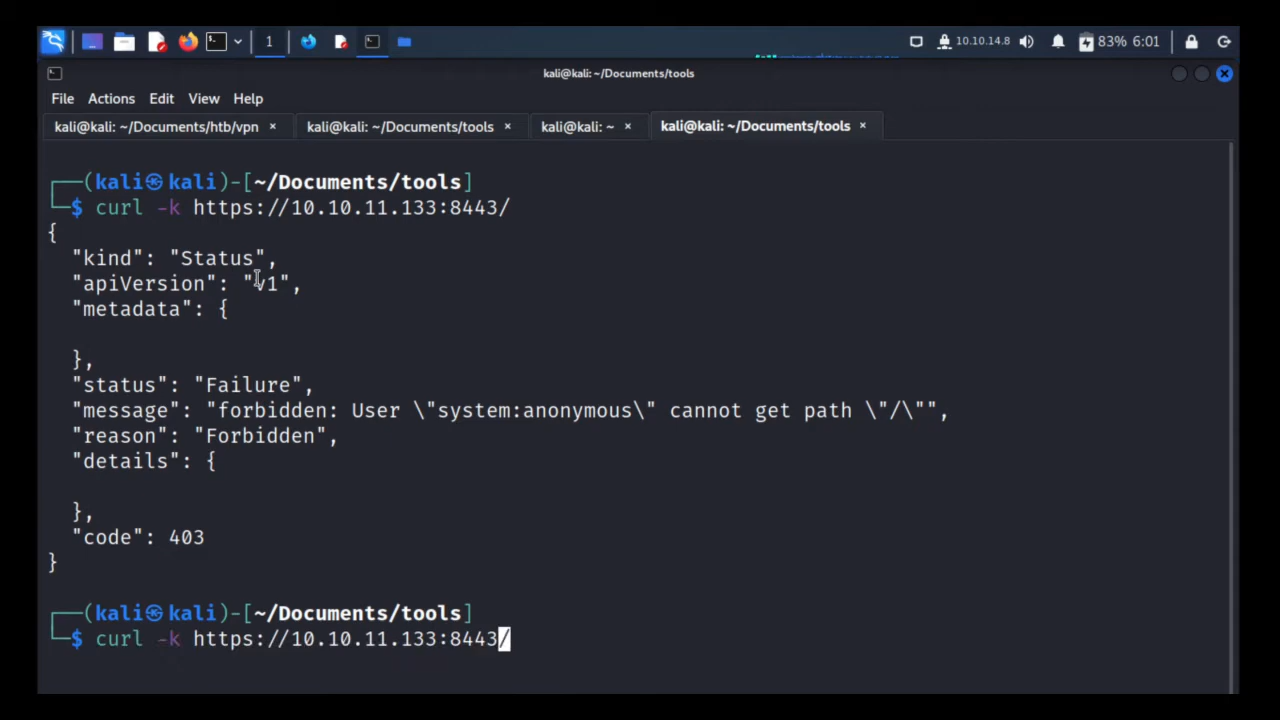 1
10.10.14.8
83% 6:01
kali@kali: ~/Documents/tools
File Actions Edit View Help
kali@kali: ~/Documents/htb/vpn × kali@kali: ~/Documents/tools × kali@kali: ~ × kali@kali: ~/Documents/tools ×
┌──(kali㉿kali)-[~/Documents/tools]
└─$ curl -k https://10.10.11.133:8443/
{
"kind": "Status",
"apiVersion": "v1",
"metadata": {
},
"status": "Failure",
"message": "forbidden: User \"system:anonymous\" cannot get path \"/\"",
"reason": "Forbidden",
"details": {
},
"code": 403
}
┌──(kali㉿kali)-[~/Documents/tools]
└─$ curl -k https://10.10.11.133:8443/